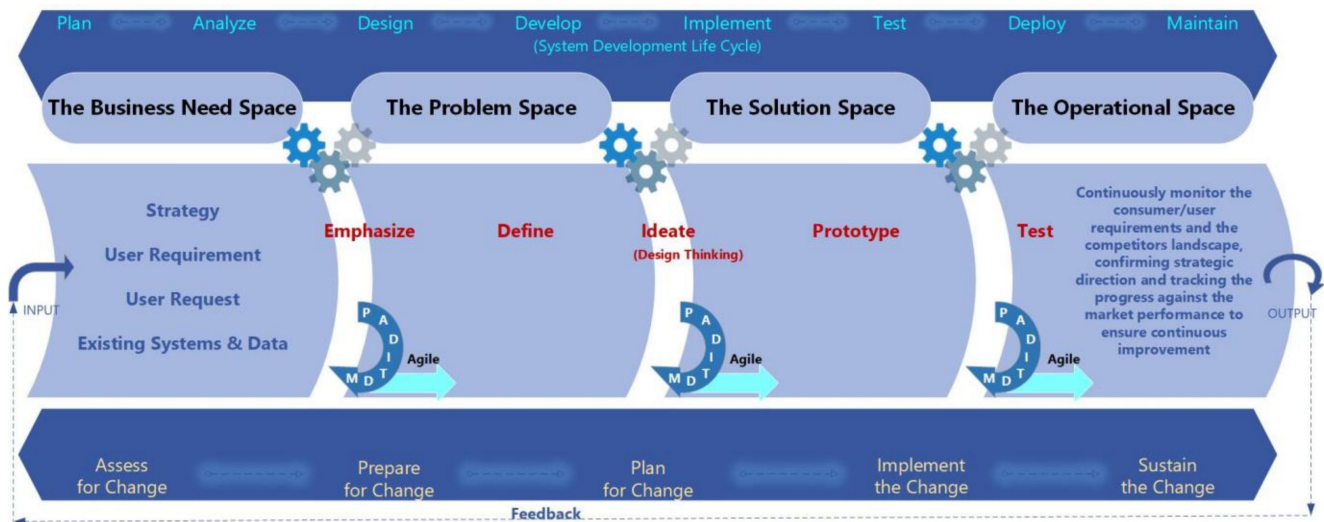 Plan Analyze Design Develop Implement Test Deploy Maintain
(System Development Life Cycle)
The Business Need Space
The Problem Space
The Solution Space
The Operational Space
Strategy
User Requirement
User Request
Existing Systems & Data
INPUT
Emphasize
Define
Ideate
(Design Thinking)
Prototype
Test
Continuously monitor the
consumer/user
requirements and the
competitors landscape,
confirming strategic
direction and tracking the
progress against the
market performance to
ensure continuous
improvement
OUTPUT
PADITDM
Agile
PADITDM
Agile
PADITDM
Agile
Assess
for Change
Prepare
for Change
Plan
for Change
Implement
the Change
Sustain
the Change
Feedback